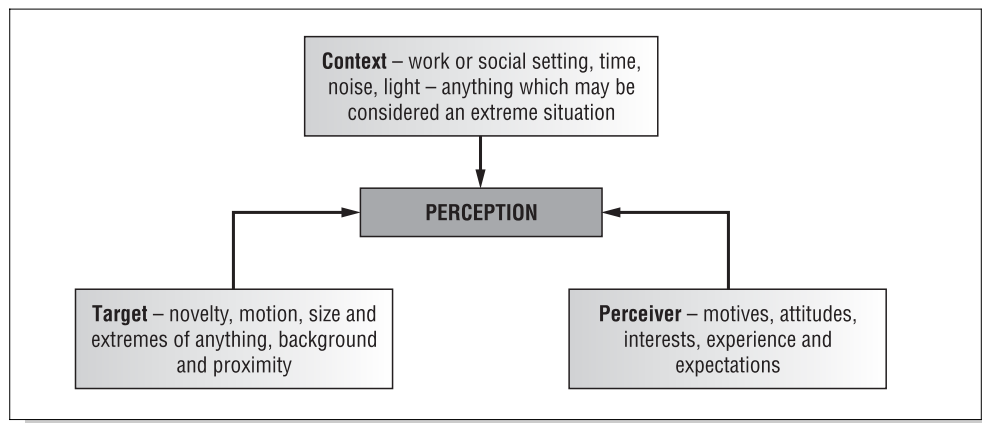 Context – work or social setting, time,
noise, light – anything which may be
considered an extreme situation
PERCEPTION
Target – novelty, motion, size and
extremes of anything, background
and proximity
Perceiver – motives, attitudes,
interests, experience and
expectations